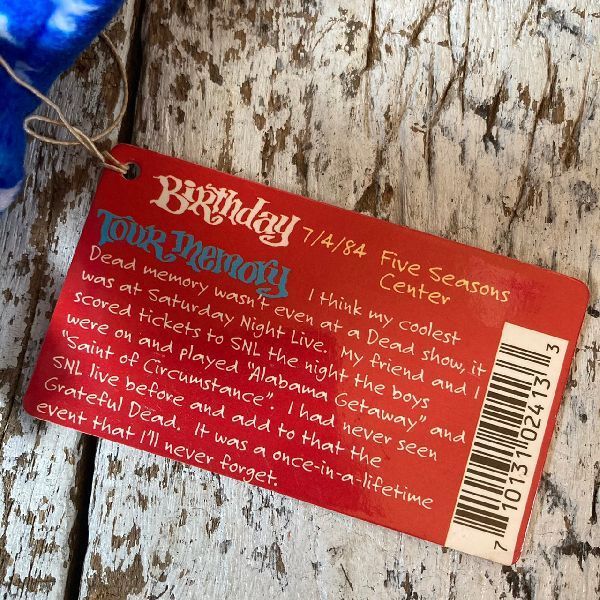 Birthday 7/4/84 Five Seasons
Center
Tour Memory
I think my coolest
Dead memory wasn't even at a Dead show, it
was at Saturday Night Live. My friend and I
scored tickets to SNL the night the boys
were on and played "Alabama Getaway" and
"Saint of Circumstance". I had never seen
SNL live before and add to that the
Grateful Dead. It was a once-in-a-lifetime
event that I'll never forget.
7 10131 02413 3